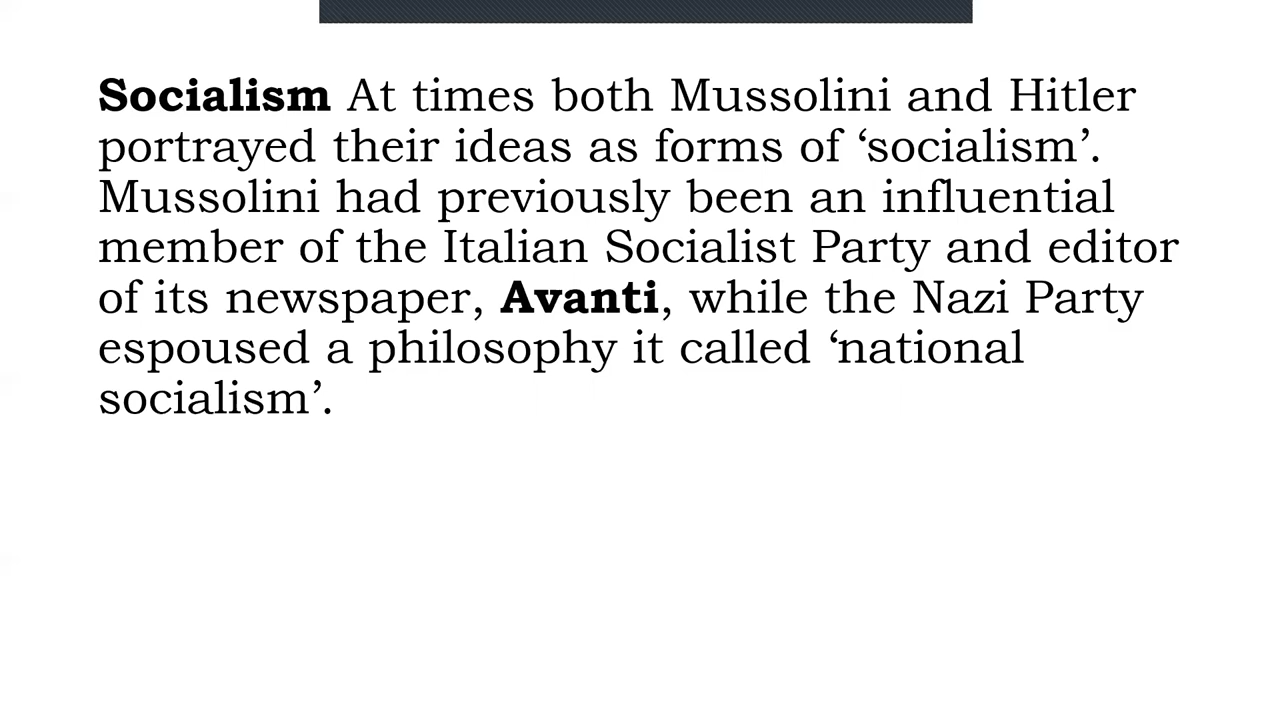 Socialism At times both Mussolini and Hitler
portrayed their ideas as forms of ‘socialism’.
Mussolini had previously been an influential
member of the Italian Socialist Party and editor
of its newspaper, Avanti, while the Nazi Party
espoused a philosophy it called ‘national
socialism’.